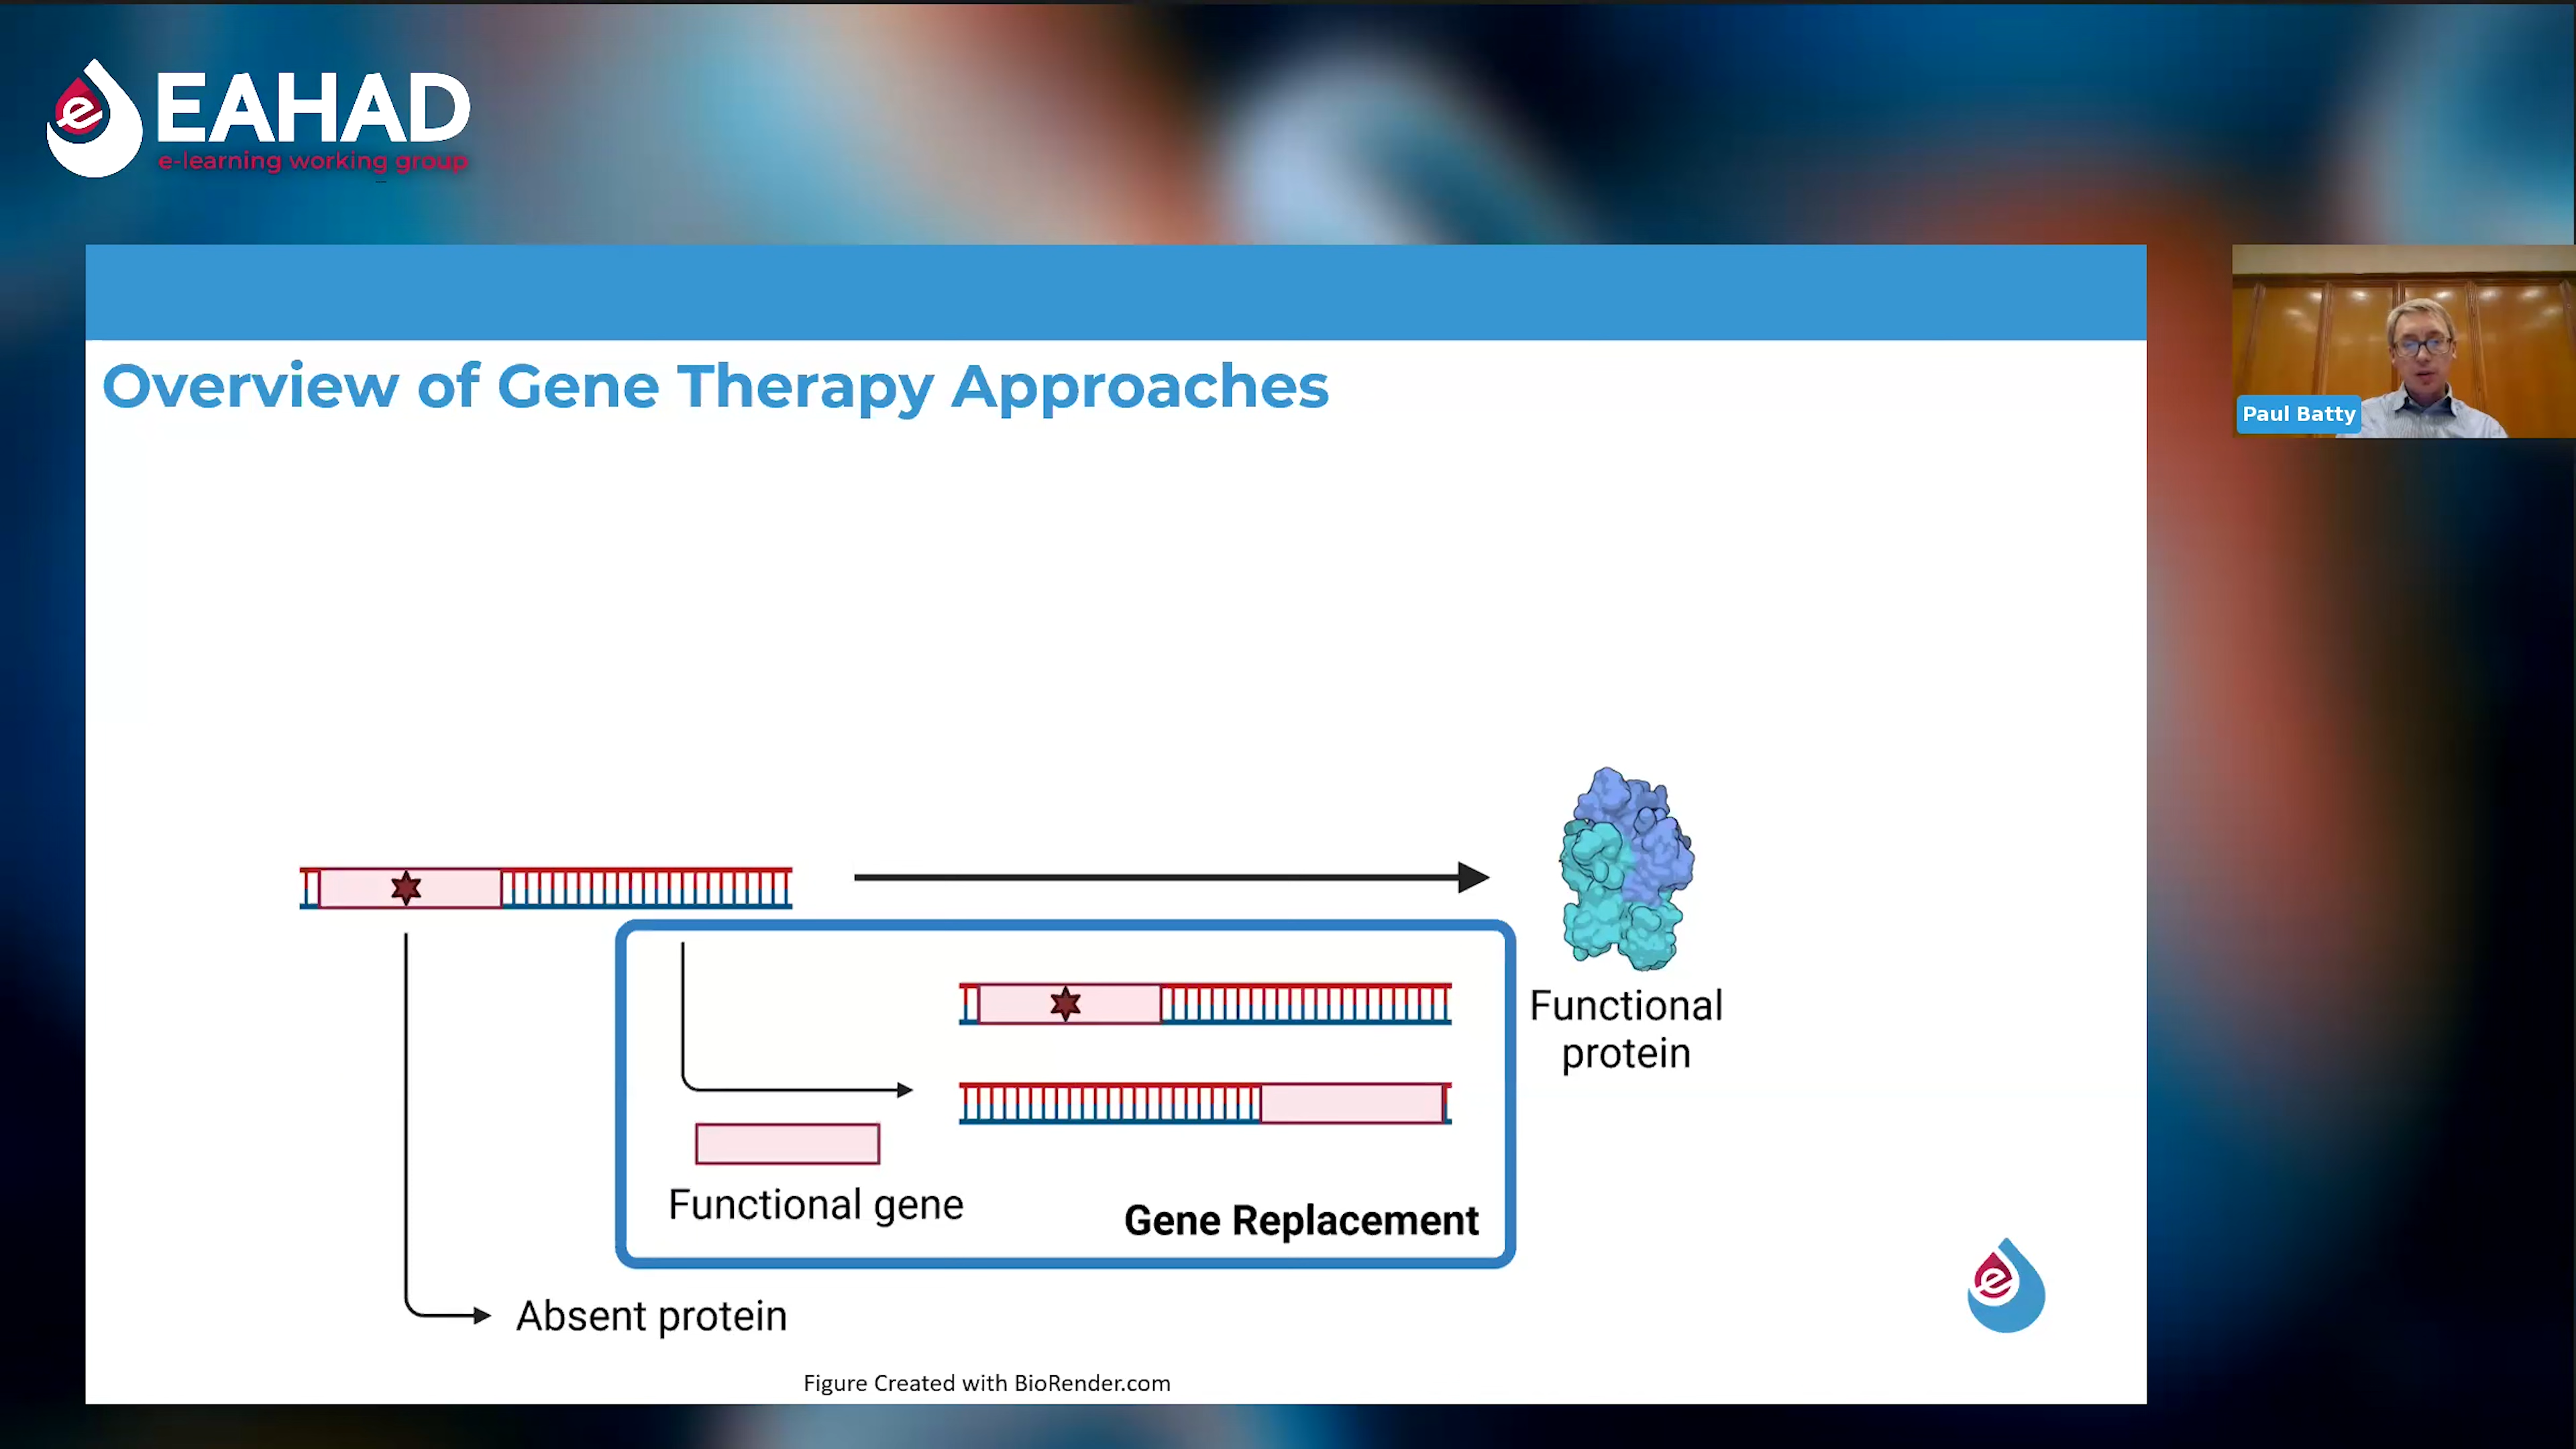 EAHAD
e-learning working group
Overview of Gene Therapy Approaches
Paul Batty
Functional
protein
Functional gene
Gene Replacement
Absent protein
Figure Created with BioRender.com